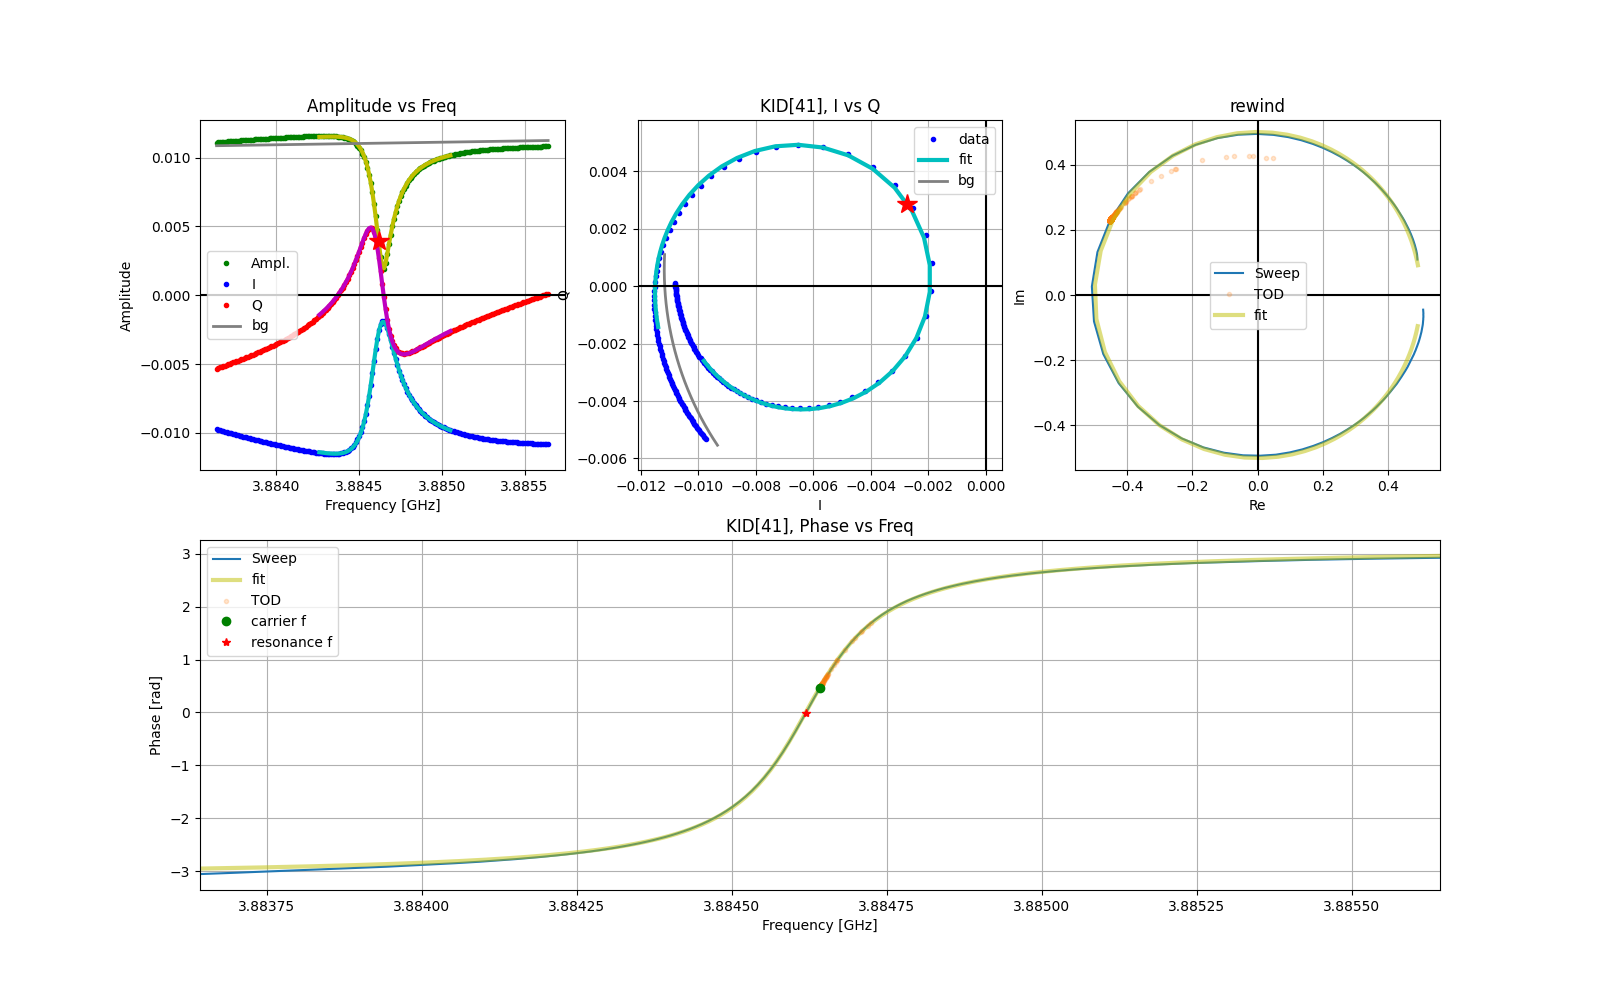 Amplitude vs Freq
Amplitude
0.010
0.005
0.000
−0.005
−0.010
Ampl.
I
Q
bg
3.8840 3.8845 3.8850 3.8855
Frequency [GHz]
KID[41], I vs Q
Q
0.004
0.002
0.000
−0.002
−0.004
−0.006
data
fit
bg
−0.012 −0.010 −0.008 −0.006 −0.004 −0.002 0.000
I
rewind
Im
0.4
0.2
0.0
−0.2
−0.4
Sweep
TOD
fit
−0.4 −0.2 0.0 0.2 0.4
Re
KID[41], Phase vs Freq
Phase [rad]
3
2
1
0
−1
−2
−3
Sweep
fit
TOD
carrier f
resonance f
3.88375 3.88400 3.88425 3.88450 3.88475 3.88500 3.88525 3.88550
Frequency [GHz]